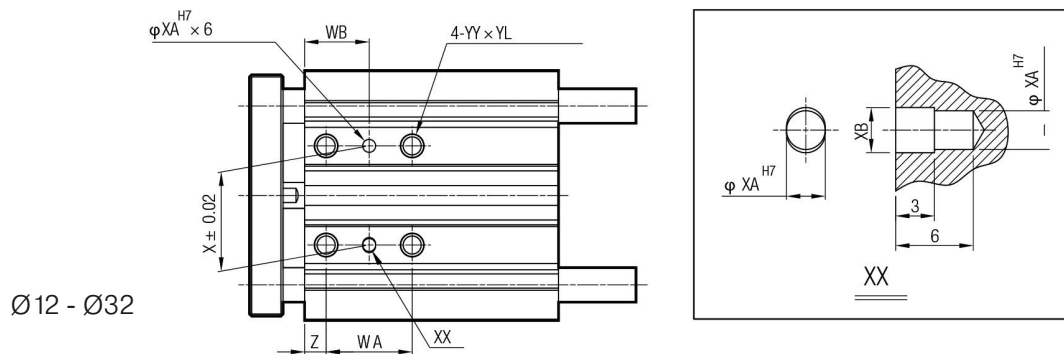 φXA H7 × 6
WB
4-YY × YL
X ± 0.02
Z
WA
XX
Ø12 - Ø32
φ XA H7
XB
φ XA H7
3
6
XX